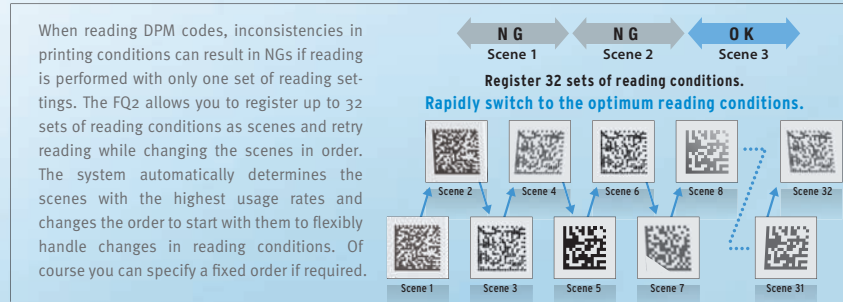 When reading DPM codes, inconsistencies in
printing conditions can result in NGs if reading
is performed with only one set of reading set-
tings. The FQ2 allows you to register up to 32
sets of reading conditions as scenes and retry
reading while changing the scenes in order.
The system automatically determines the
scenes with the highest usage rates and
changes the order to start with them to flexibly
handle changes in reading conditions. Of
course you can specify a fixed order if required.
NG NG OK
Scene 1 Scene 2 Scene 3
Register 32 sets of reading conditions.
Rapidly switch to the optimum reading conditions.
Scene 2 Scene 4 Scene 6 Scene 8 Scene 32
Scene 1 Scene 3 Scene 5 Scene 7 Scene 31